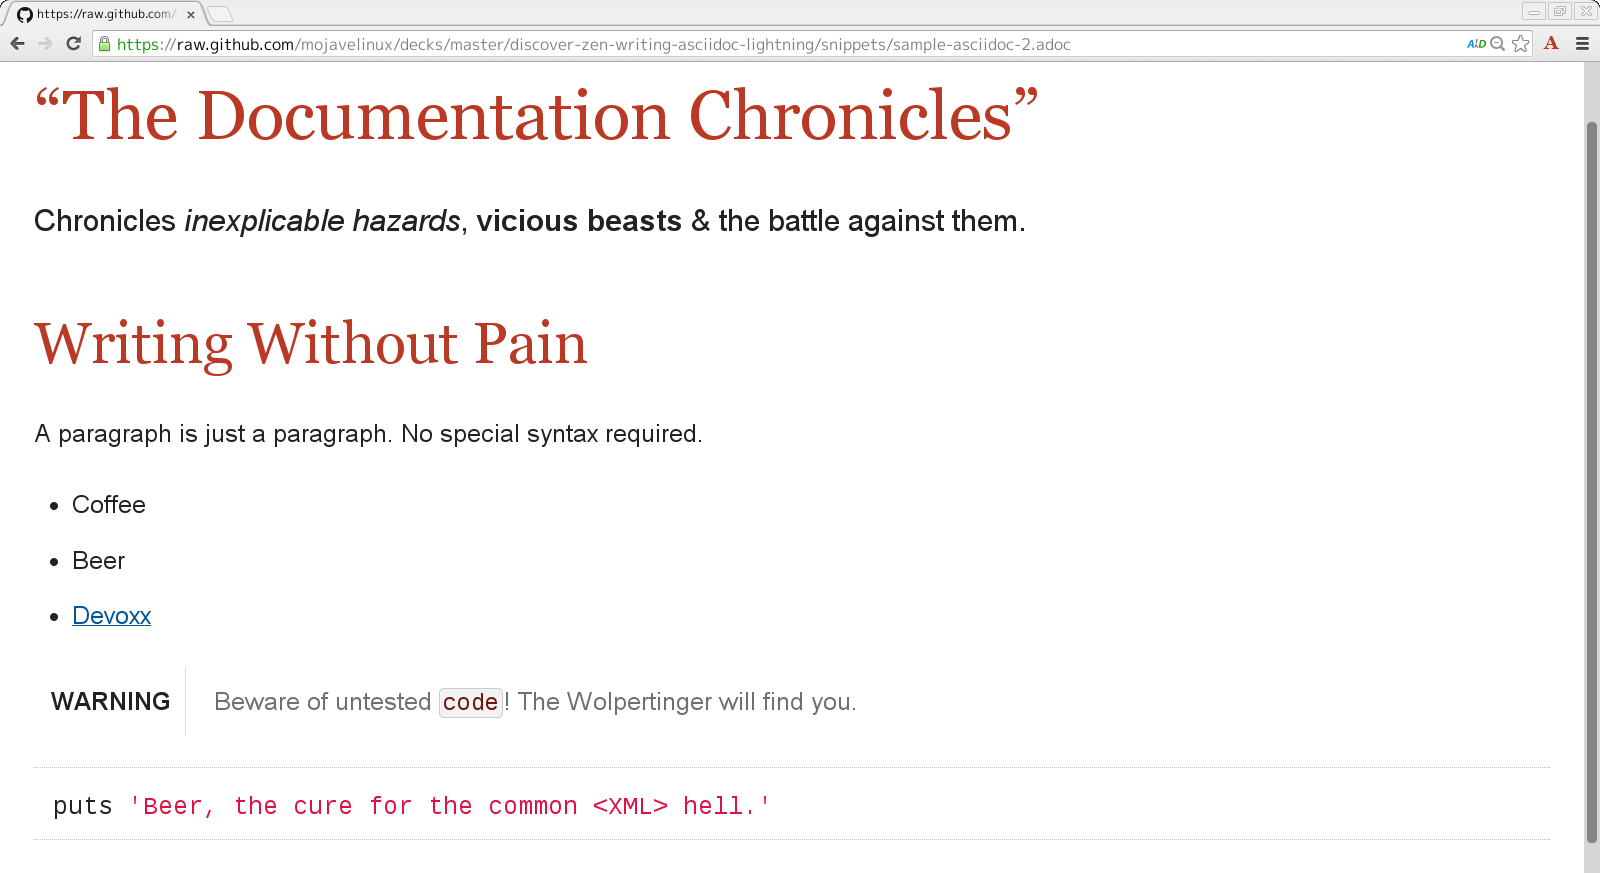 https://raw.github.com/
https://raw.github.com/mojavelinux/decks/master/discover-zen-writing-asciidoc-lightning/snippets/sample-asciidoc-2.adoc
A!D
A
“The Documentation Chronicles”
Chronicles inexplicable hazards, vicious beasts & the battle against them.
Writing Without Pain
A paragraph is just a paragraph. No special syntax required.
• Coffee
• Beer
• Devoxx
WARNING Beware of untested code! The Wolpertinger will find you.
puts 'Beer, the cure for the common <XML> hell.'